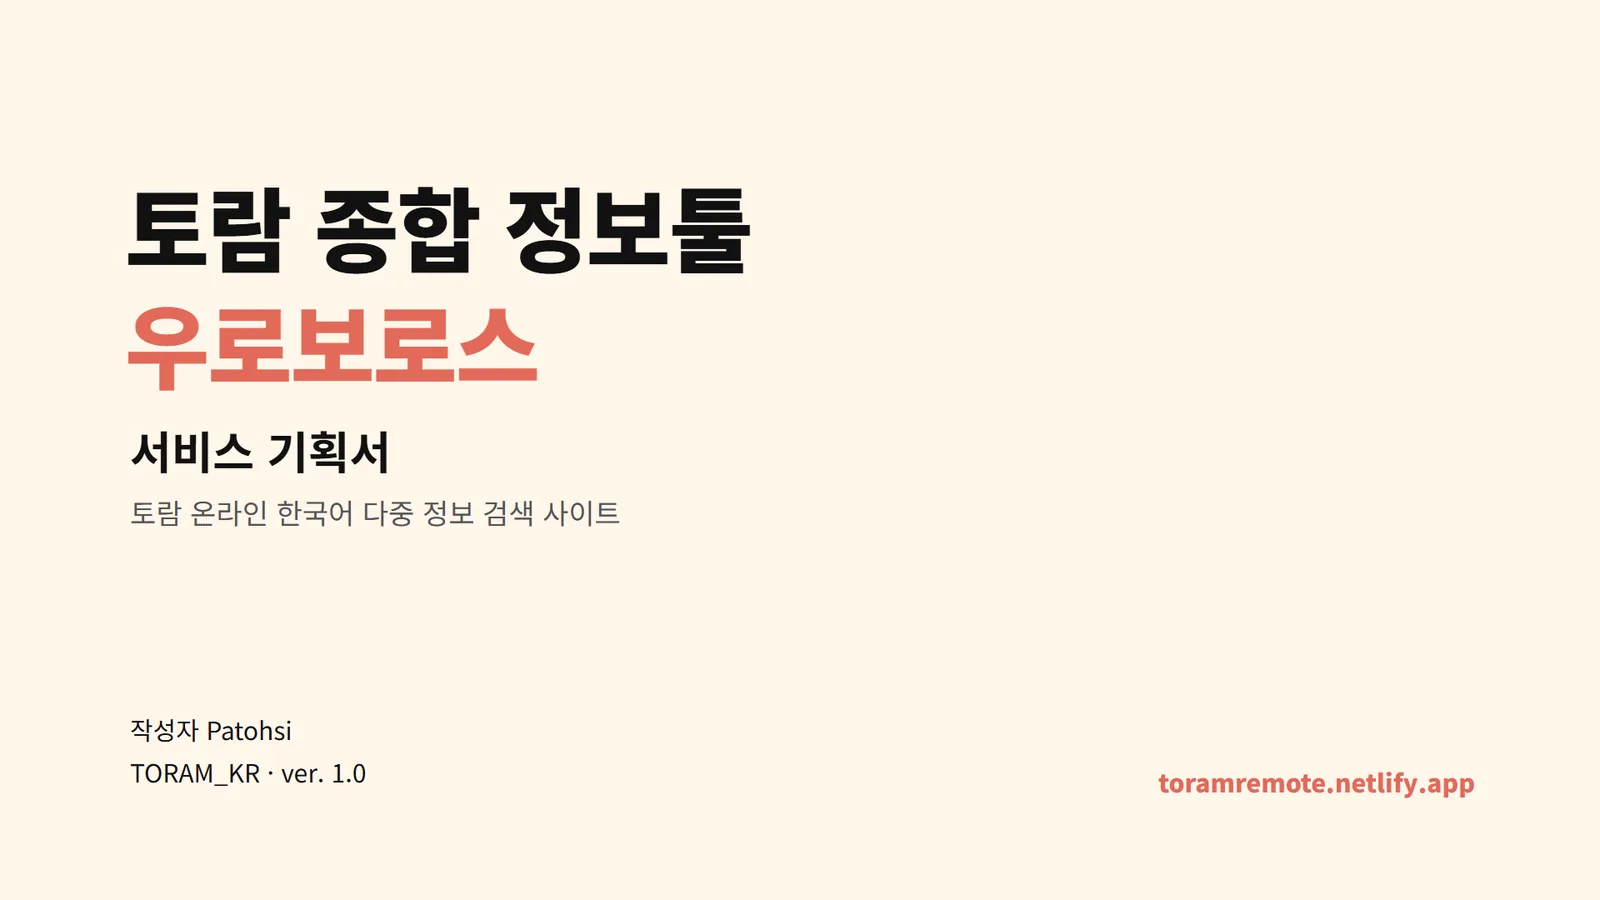 토람 종합 정보툴
우로보로스
서비스 기획서
토람 온라인 한국어 다중 정보 검색 사이트
작성자 Patohsi
TORAM_KR · ver. 1.0
toramremote.netlify.app